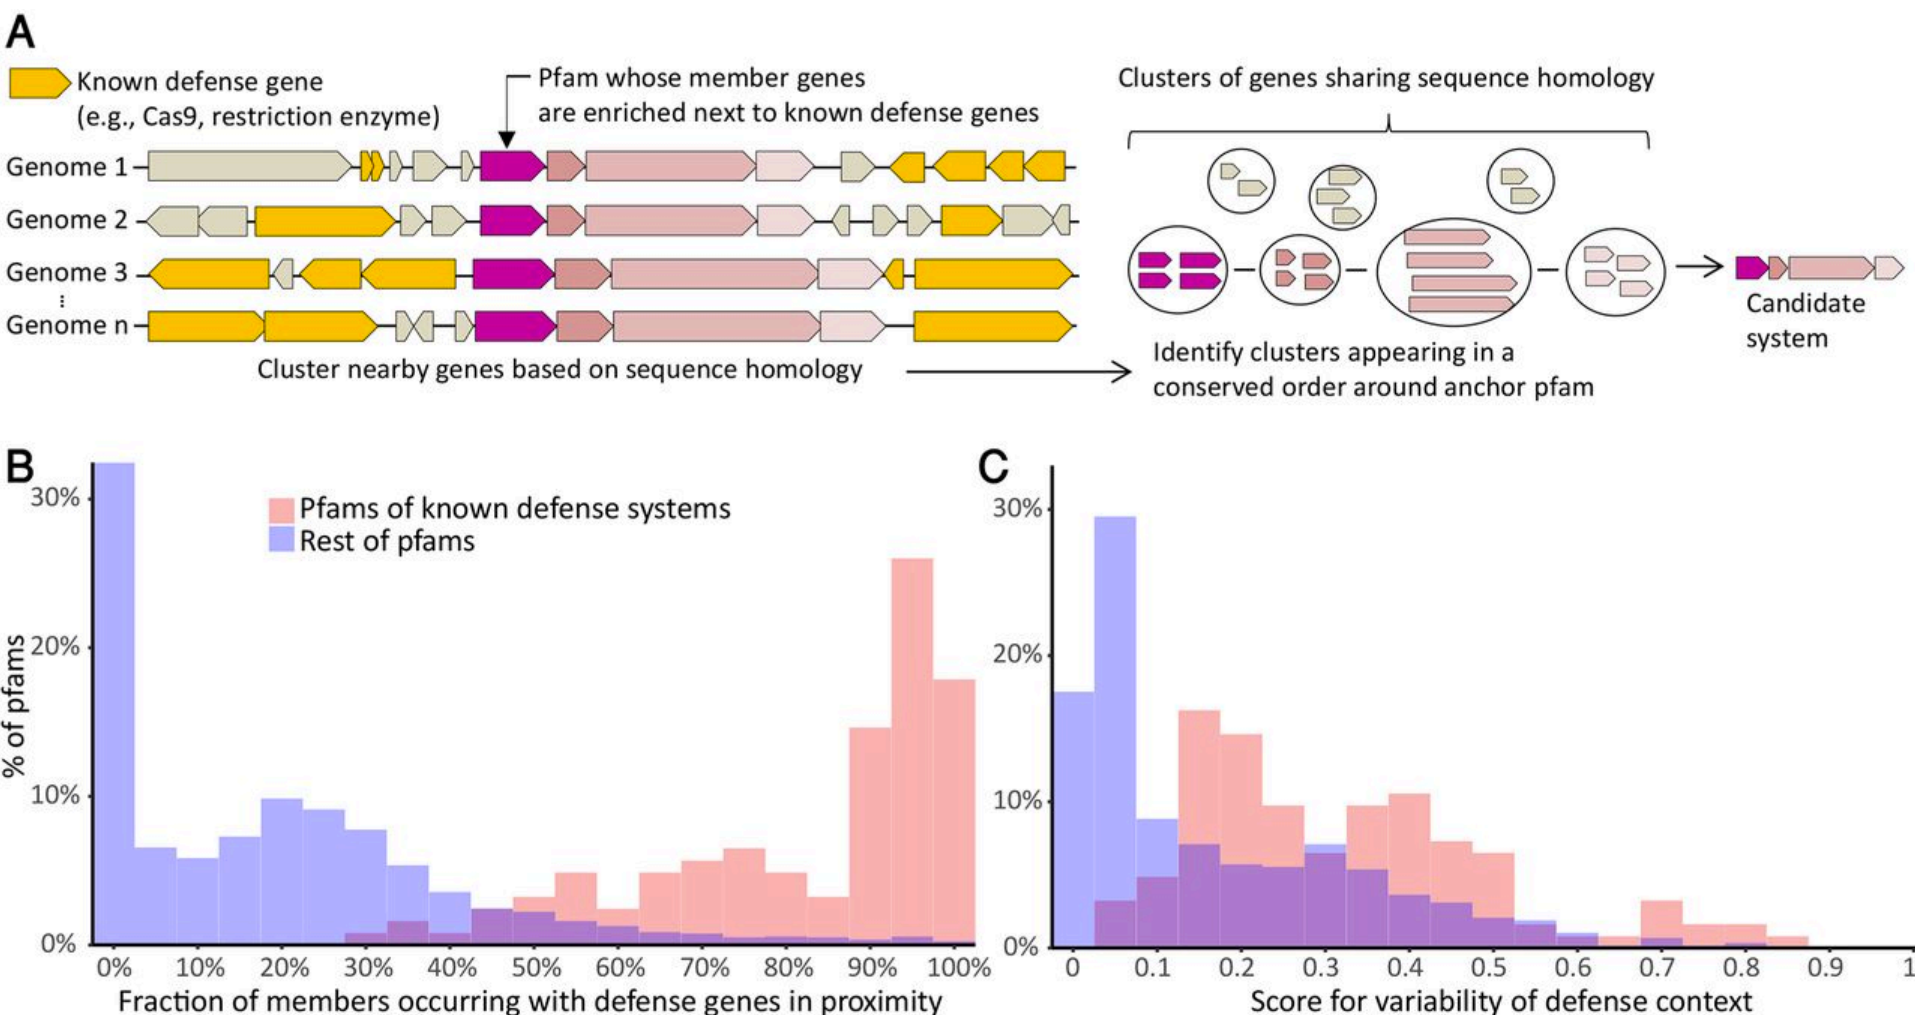 A
Known defense gene
(e.g., Cas9, restriction enzyme)
Pfam whose member genes
are enriched next to known defense genes
Clusters of genes sharing sequence homology
Genome 1
Genome 2
Genome 3
...
Genome n
Cluster nearby genes based on sequence homology
Identify clusters appearing in a
conserved order around anchor pfam
Candidate
system
B
% of pfams
30%
20%
10%
0%
Pfams of known defense systems
Rest of pfams
0% 10% 20% 30% 40% 50% 60% 70% 80% 90% 100%
Fraction of members occurring with defense genes in proximity
C
30%
20%
10%
0%
0 0.1 0.2 0.3 0.4 0.5 0.6 0.7 0.8 0.9 1
Score for variability of defense context